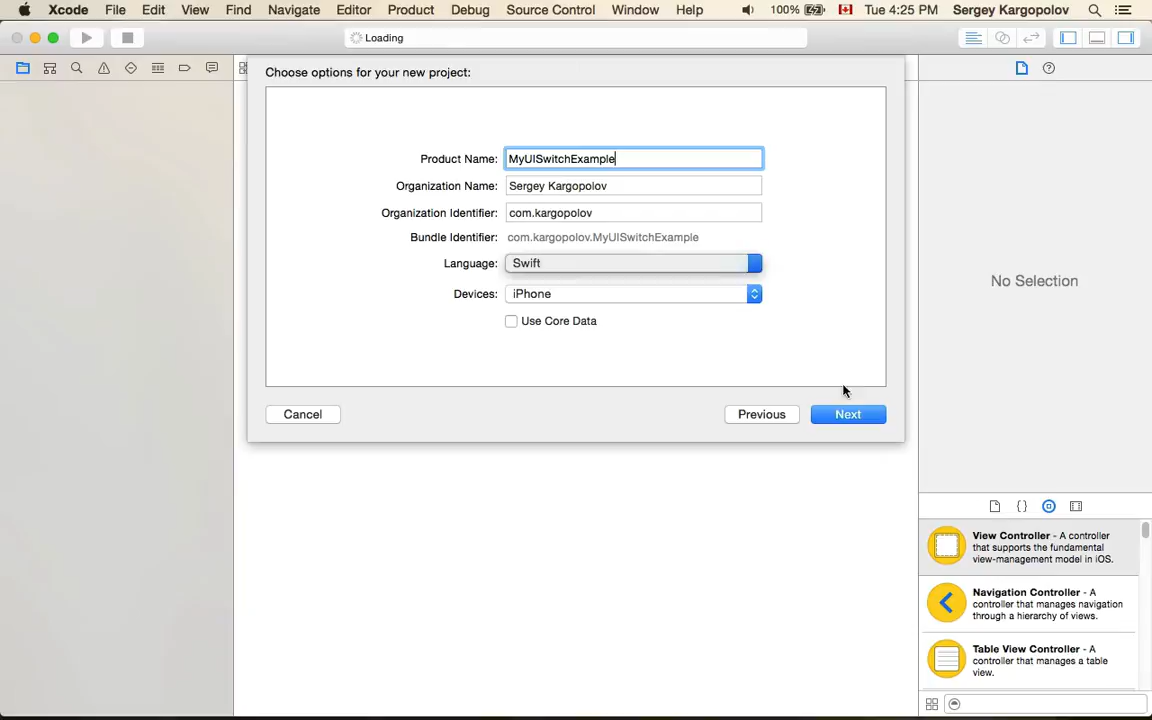 Xcode File Edit View Find Navigate Editor Product Debug Source Control Window Help 100% Tue 4:25 PM Sergey Kargopolov
Loading
Choose options for your new project:
Product Name: MyUISwitchExample
Organization Name: Sergey Kargopolov
Organization Identifier: com.kargopolov
Bundle Identifier: com.kargopolov.MyUISwitchExample
Language: Swift
Devices: iPhone
Use Core Data
Cancel Previous Next
No Selection
{}
View Controller - A controller
that supports the fundamental
view-management model in iOS.
Navigation Controller - A
controller that manages navigation
through a hierarchy of views.
Table View Controller - A
controller that manages a table
view.